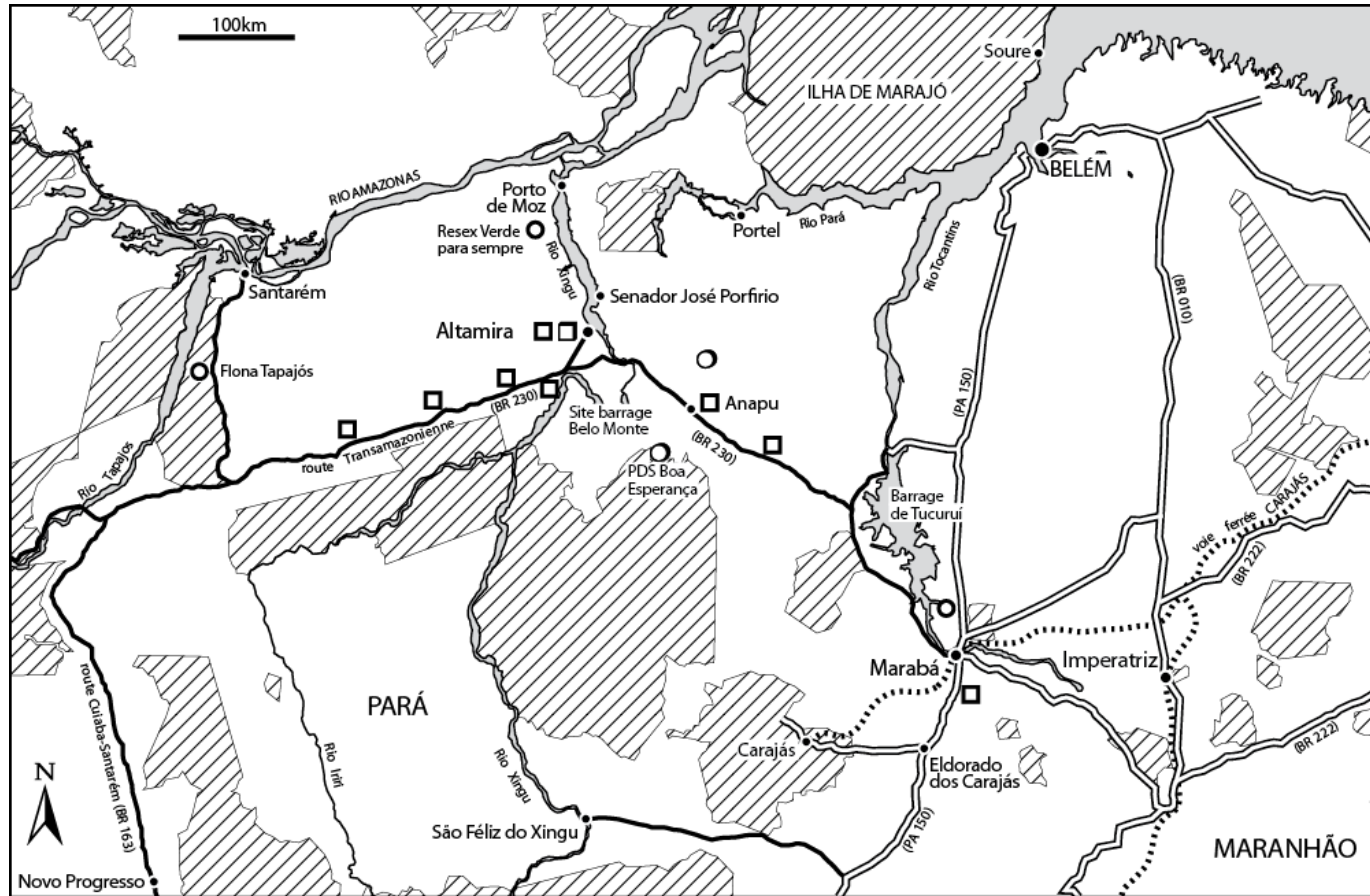 100km
Soure
ILHA DE MARAJÓ
BELÉM
RIO AMAZONAS
Porto
de Moz
Resex Verde
para sempre
Portel
Rio Pará
Rio Xingu
Rio Tocantins
Santarém
Senador José Porfirio
Altamira
(BR 010)
Flona Tapajós
(PA 150)
(BR 230)
Site barrage
Belo Monte
Anapu
(BR 230)
route Transamazonienne
Rio Tapajos
PDS Boa
Esperança
Barrage
de Tucuruí
voie ferrée CARAJÁS
(BR 222)
Marabá
Imperatriz
PARÁ
Carajás
Eldorado
dos Carajás
(BR 222)
Rio Iriri
Rio Xingu
route Cuiaba-Santarém (BR 163)
N
São Féliz do Xingu
(PA 150)
MARANHÃO
Novo Progresso